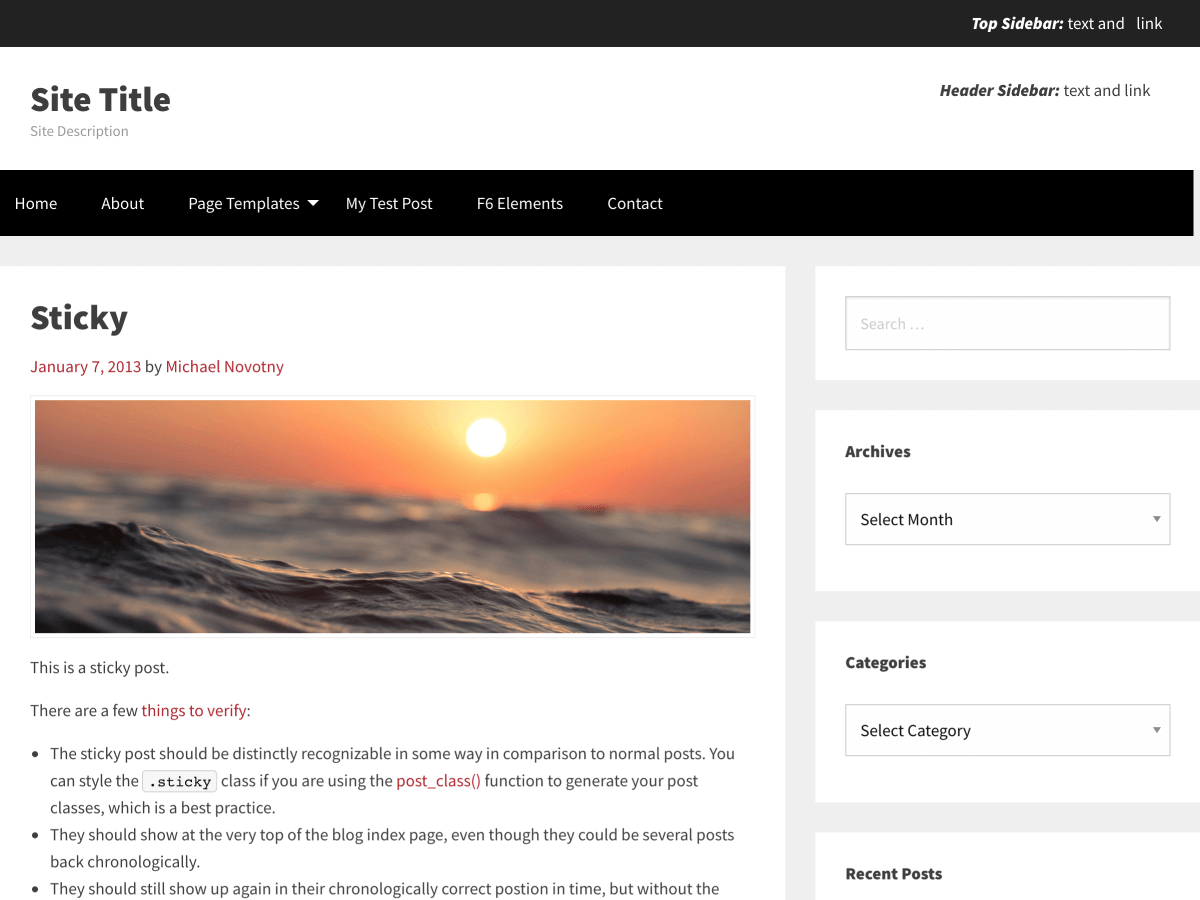 Top Sidebar: text and link
Site Title
Site Description
Header Sidebar: text and link
Home About Page Templates My Test Post F6 Elements Contact
Sticky
January 7, 2013 by Michael Novotny
This is a sticky post.
There are a few things to verify:
The sticky post should be distinctly recognizable in some way in comparison to normal posts. You
can style the .sticky class if you are using the post_class() function to generate your post
classes, which is a best practice.
They should show at the very top of the blog index page, even though they could be several posts
back chronologically.
They should still show up again in their chronologically correct postion in time, but without the
Search …
Archives
Select Month
Categories
Select Category
Recent Posts